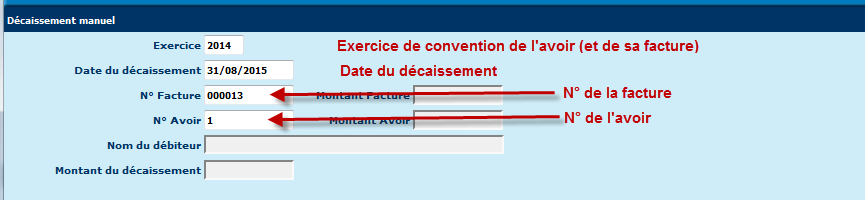 Décaissement manuel
Exercice 2014 Exercice de convention de l'avoir (et de sa facture)
Date du décaissement 31/08/2015 Date du décaissement
N° Facture 000013 Montant Facture N° de la facture
N° Avoir 1 Montant Avoir N° de l'avoir
Nom du débiteur
Montant du décaissement